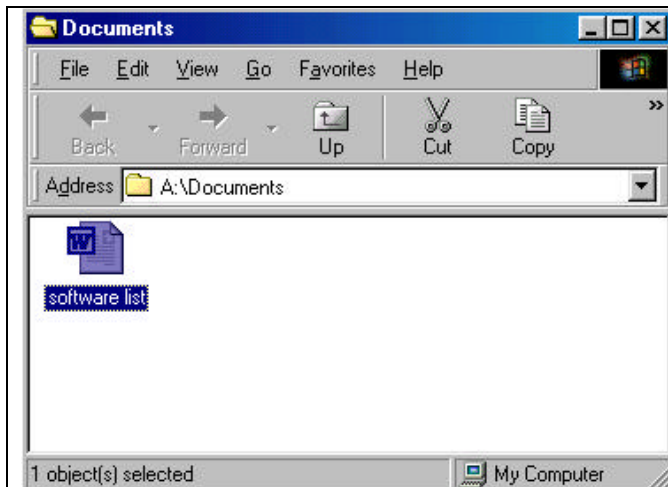 Documents
File Edit View Go Favorites Help
Back Forward Up Cut Copy »
Address A:\Documents
W
software list
1 object(s) selected My Computer